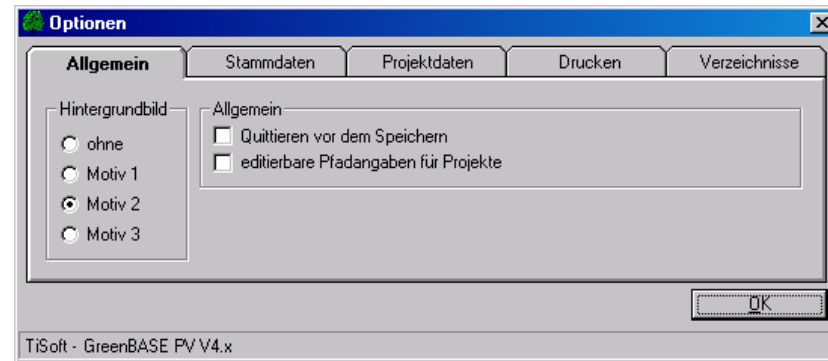 Optionen
Allgemein
Stammdaten
Projektdaten
Drucken
Verzeichnisse
Hintergrundbild
ohne
Motiv 1
Motiv 2
Motiv 3
Allgemein
Quittieren vor dem Speichern
editierbare Pfadangaben für Projekte
OK
TiSoft - GreenBASE PV V4.x